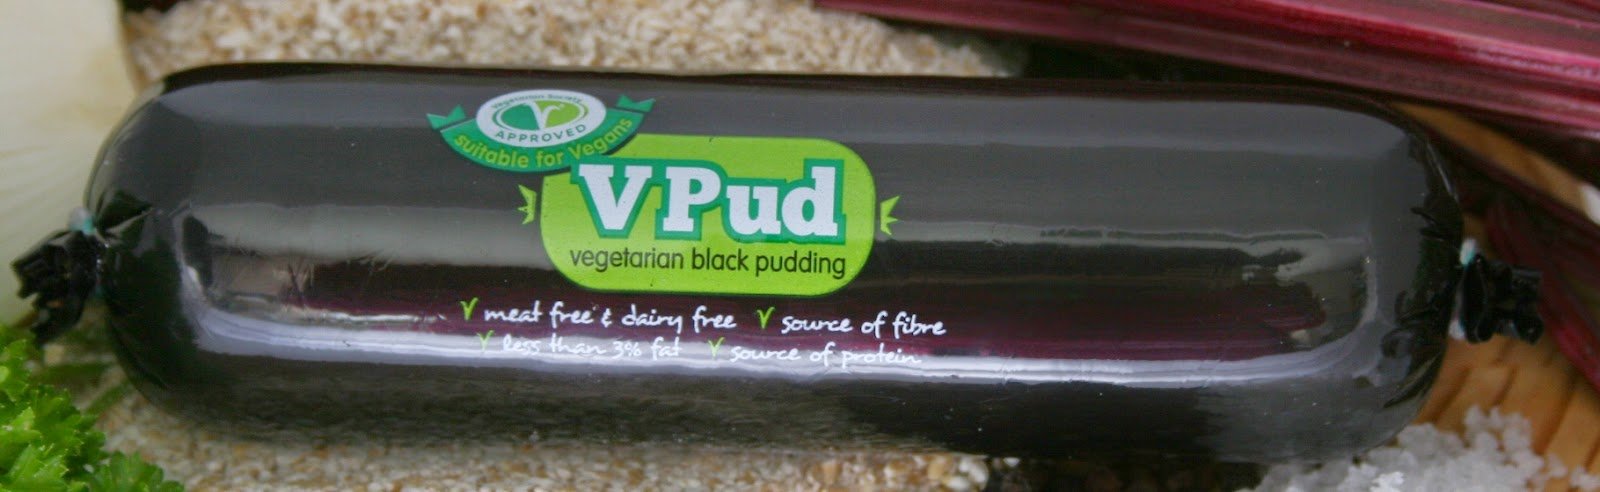 Vegetarian Society
APPROVED
suitable for Vegans
V Pud
vegetarian black pudding
meat free & dairy free source of fibre
less than 3% fat source of protein